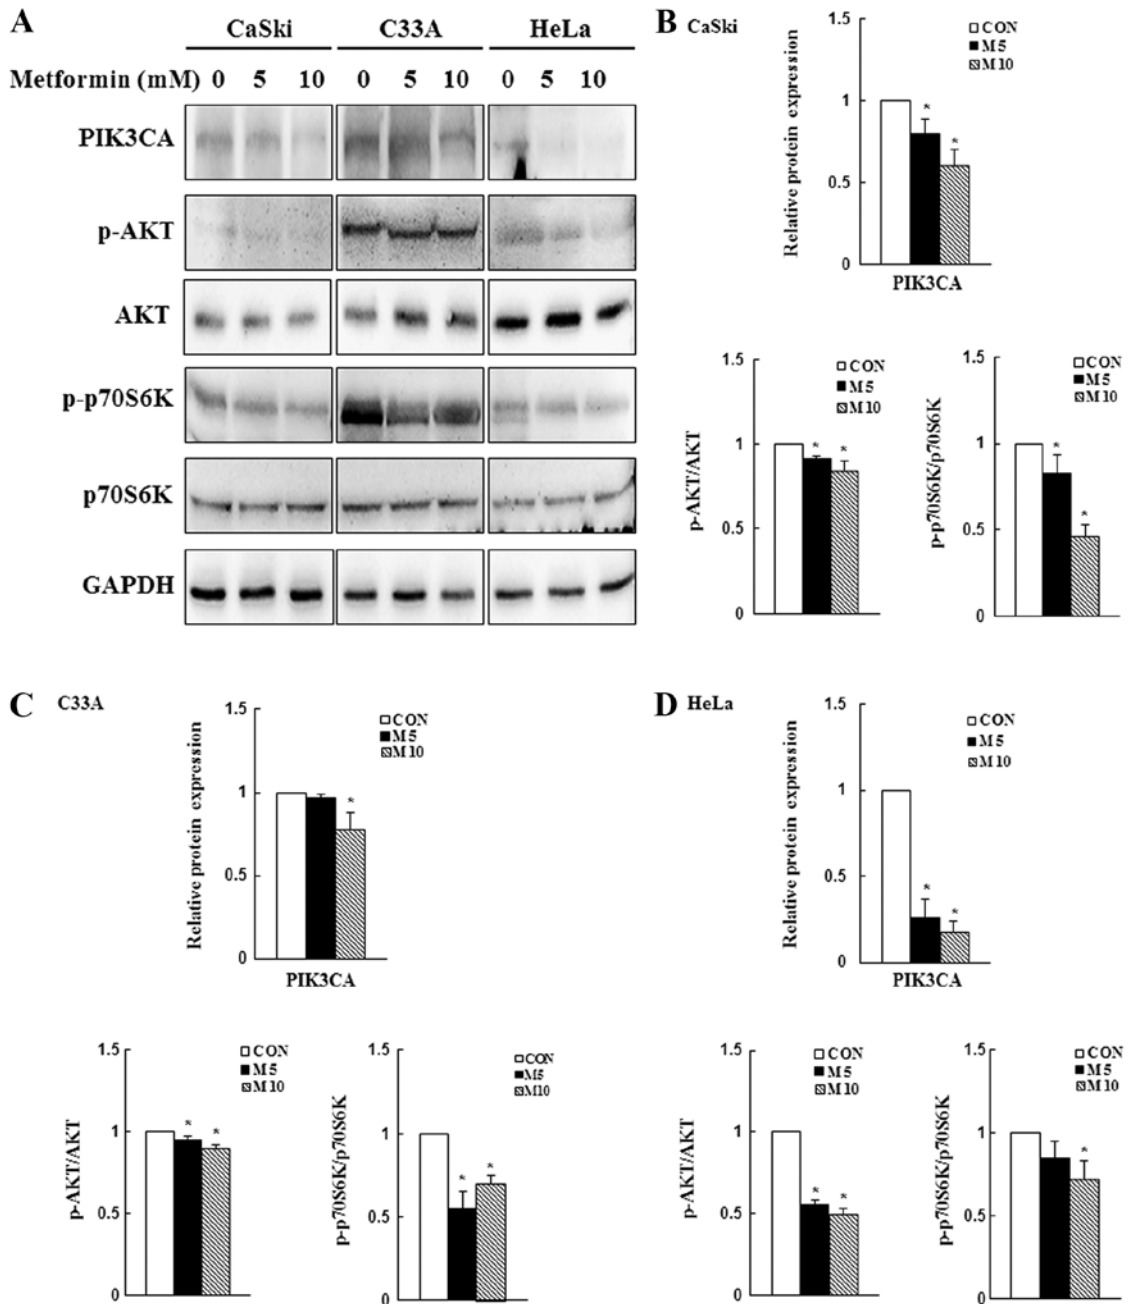 A
CaSki C33A HeLa
Metformin (mM) 0 5 10 0 5 10 0 5 10
PIK3CA
p-AKT
AKT
p-p70S6K
p70S6K
GAPDH
B CaSki
Relative protein expression
1.5
1
0.5
0
CON
M5
M10
* *
PIK3CA
p-AKT/AKT
1.5
1
0.5
0
CON
M5
M10
* *
p-p70S6K/p70S6K
1.5
1
0.5
0
CON
M5
M10
* *
C C33A
Relative protein expression
1.5
1
0.5
0
CON
M5
M10
*
PIK3CA
p-AKT/AKT
1.5
1
0.5
0
CON
M5
M10
* *
p-p70S6K/p70S6K
1.5
1
0.5
0
CON
M5
M10
* *
D HeLa
Relative protein expression
1.5
1
0.5
0
CON
M5
M10
* *
PIK3CA
p-AKT/AKT
1.5
1
0.5
0
CON
M5
M10
* *
p-p70S6K/p70S6K
1.5
1
0.5
0
CON
M5
M10
*